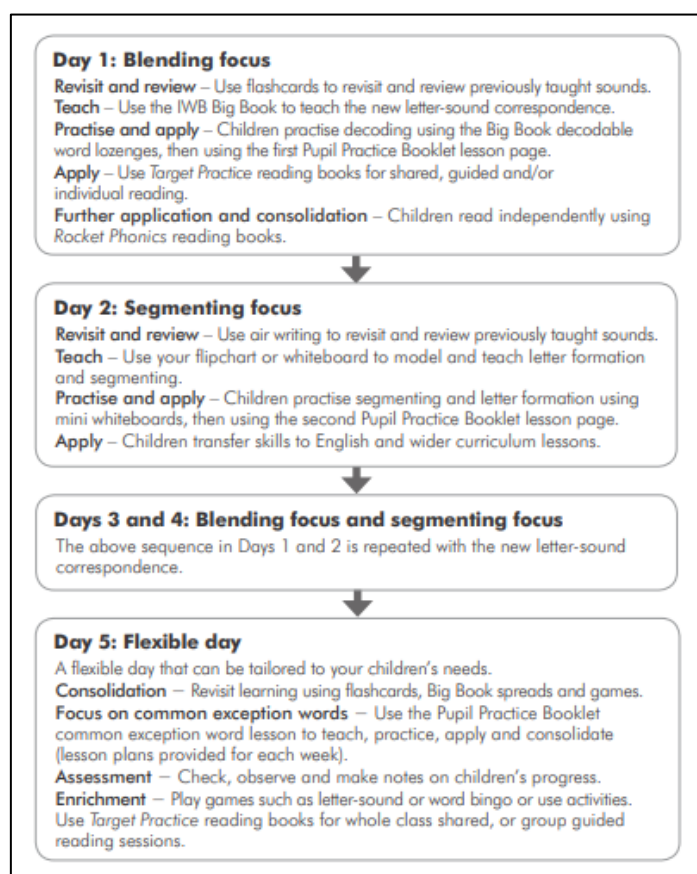 Day 1: Blending focus
Revisit and review – Use flashcards to revisit and review previously taught sounds.
Teach – Use the IWB Big Book to teach the new letter-sound correspondence.
Practise and apply – Children practise decoding using the Big Book decodable
word lozenges, then using the first Pupil Practice Booklet lesson page.
Apply – Use Target Practice reading books for shared, guided and/or
individual reading.
Further application and consolidation – Children read independently using
Rocket Phonics reading books.
Day 2: Segmenting focus
Revisit and review – Use air writing to revisit and review previously taught sounds.
Teach – Use your flipchart or whiteboard to model and teach letter formation
and segmenting.
Practise and apply – Children practise segmenting and letter formation using
mini whiteboards, then using the second Pupil Practice Booklet lesson page.
Apply – Children transfer skills to English and wider curriculum lessons.
Days 3 and 4: Blending focus and segmenting focus
The above sequence in Days 1 and 2 is repeated with the new letter-sound
correspondence.
Day 5: Flexible day
A flexible day that can be tailored to your children's needs.
Consolidation – Revisit learning using flashcards, Big Book spreads and games.
Focus on common exception words – Use the Pupil Practice Booklet
common exception word lesson to teach, practice, apply and consolidate
(lesson plans provided for each week).
Assessment – Check, observe and make notes on children's progress.
Enrichment – Play games such as letter-sound or word bingo or use activities.
Use Target Practice reading books for whole class shared, or group guided
reading sessions.